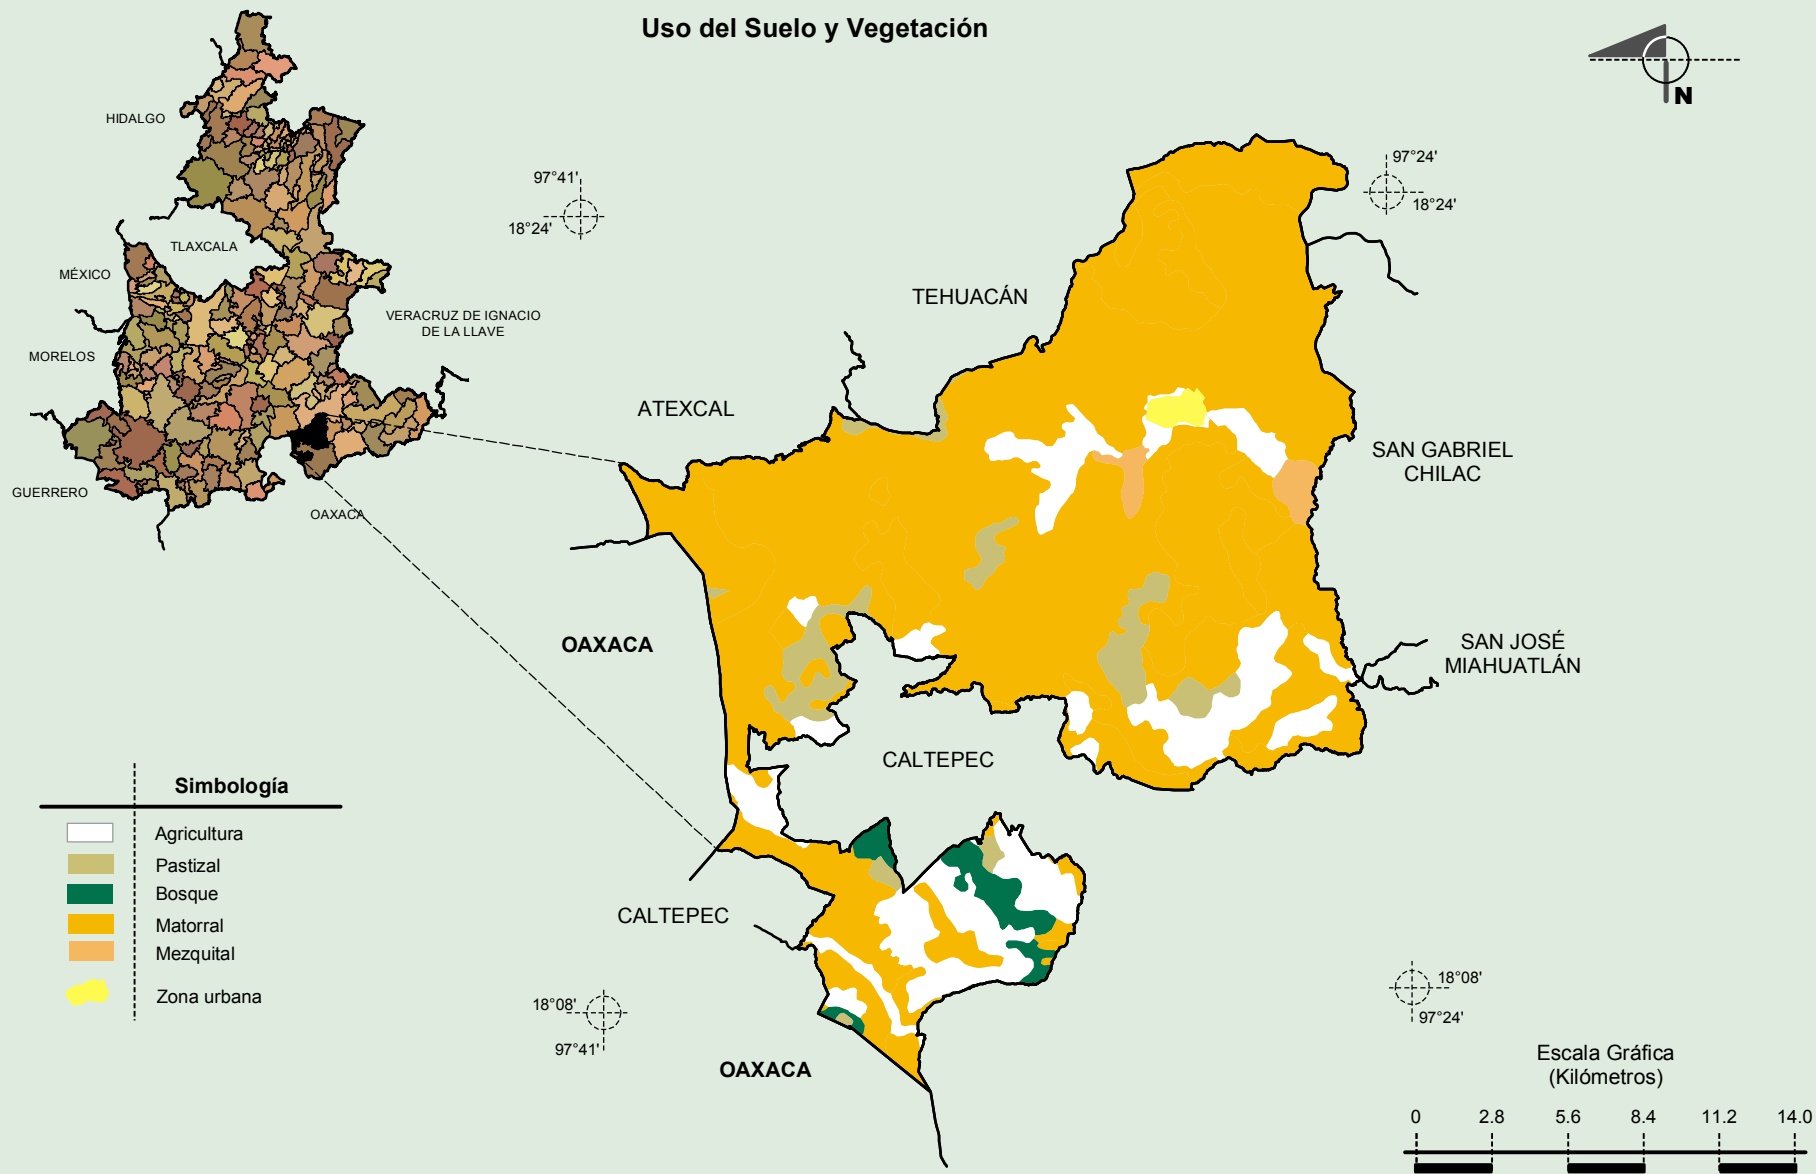 Uso del Suelo y Vegetación
N
HIDALGO
TLAXCALA
MÉXICO
VERACRUZ DE IGNACIO
DE LA LLAVE
MORELOS
GUERRERO
OAXACA
97°41'
18°24'
97°24'
18°24'
TEHUACÁN
ATEXCAL
SAN GABRIEL
CHILAC
OAXACA
SAN JOSÉ
MIAHUATLÁN
CALTEPEC
CALTEPEC
OAXACA
Simbología
Agricultura
Pastizal
Bosque
Matorral
Mezquital
Zona urbana
18°08'
97°41'
18°08'
97°24'
Escala Gráfica
(Kilómetros)
0 2.8 5.6 8.4 11.2 14.0